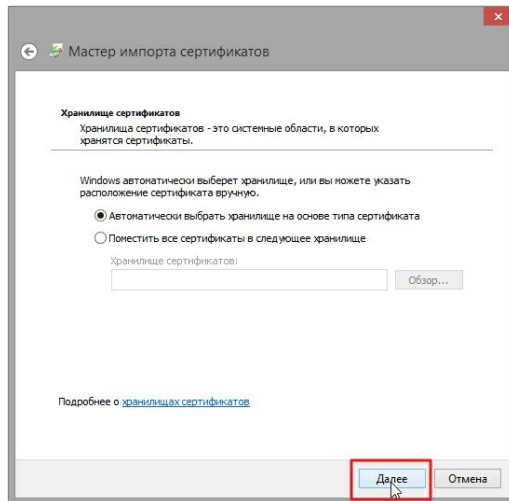 Мастер импорта сертификатов
Хранилище сертификатов
Хранилища сертификатов - это системные области, в которых
хранятся сертификаты.
Windows автоматически выберет хранилище, или вы можете указать
расположение сертификата вручную.
Автоматически выбрать хранилище на основе типа сертификата
Поместить все сертификаты в следующее хранилище
Хранилище сертификатов:
Обзор...
Подробнее о хранилищах сертификатов
Далее
Отмена